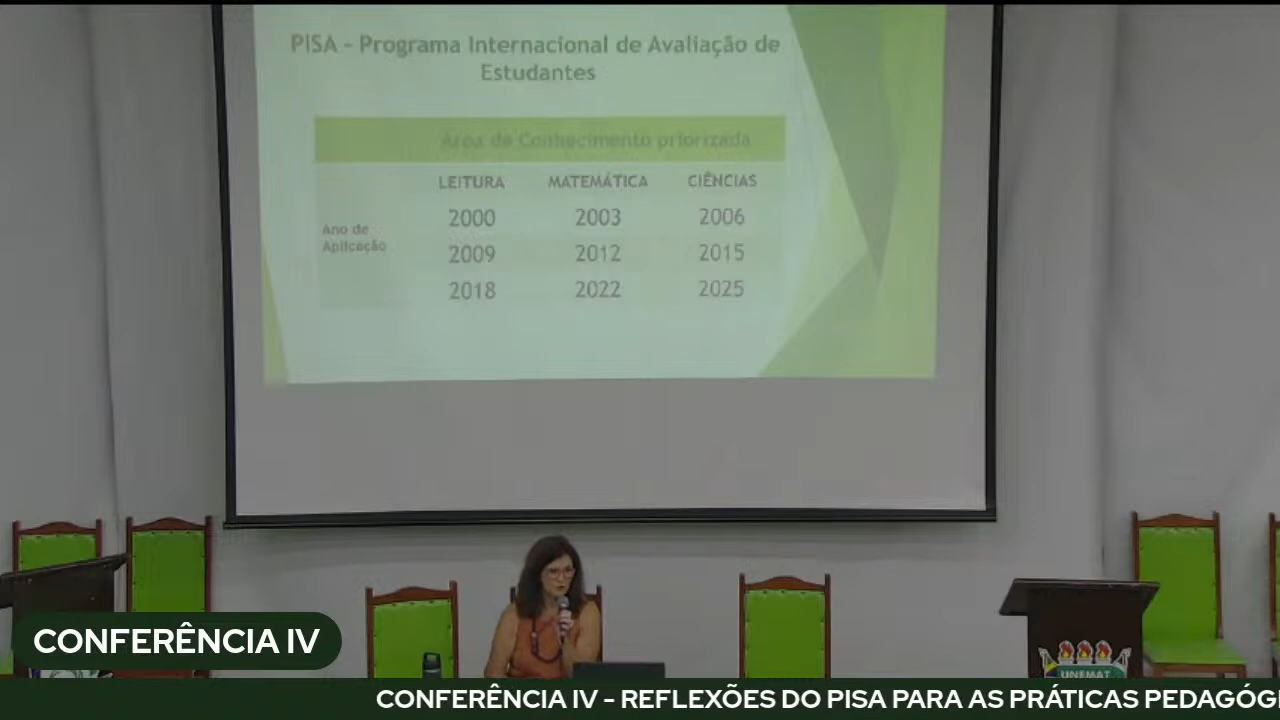 PISA – Programa Internacional de Avaliação de
Estudantes
Área de Conhecimento priorizada
LEITURA MATEMÁTICA CIÊNCIAS
Ano de
Aplicação
2000 2003 2006
2009 2012 2015
2018 2022 2025
UNEMAT
CONFERÊNCIA IV
CONFERÊNCIA IV – REFLEXÕES DO PISA PARA AS PRÁTICAS PEDAGÓGI